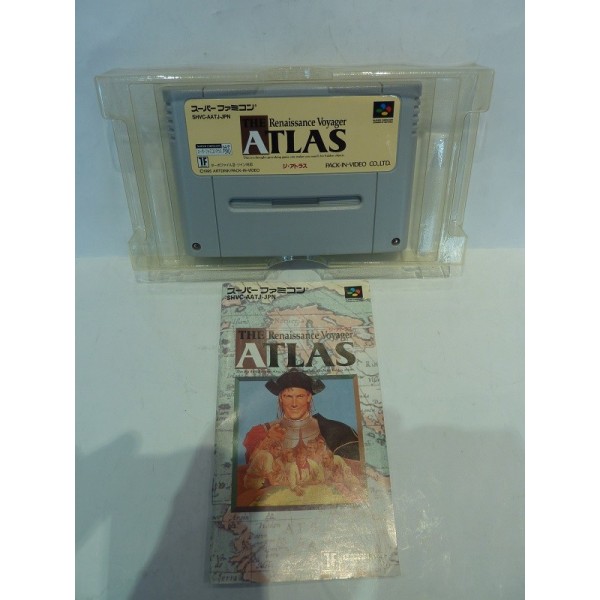 スーパーファミコン
SHVC-AATJ-JPN
THE Renaissance Voyager
ATLAS
1F
ジ・アトラス
PACK-IN-VIDEO CO.,LTD.
スーパーファミコン
SHVC-AATJ-JPN
THE Renaissance Voyager
ATLAS
1F